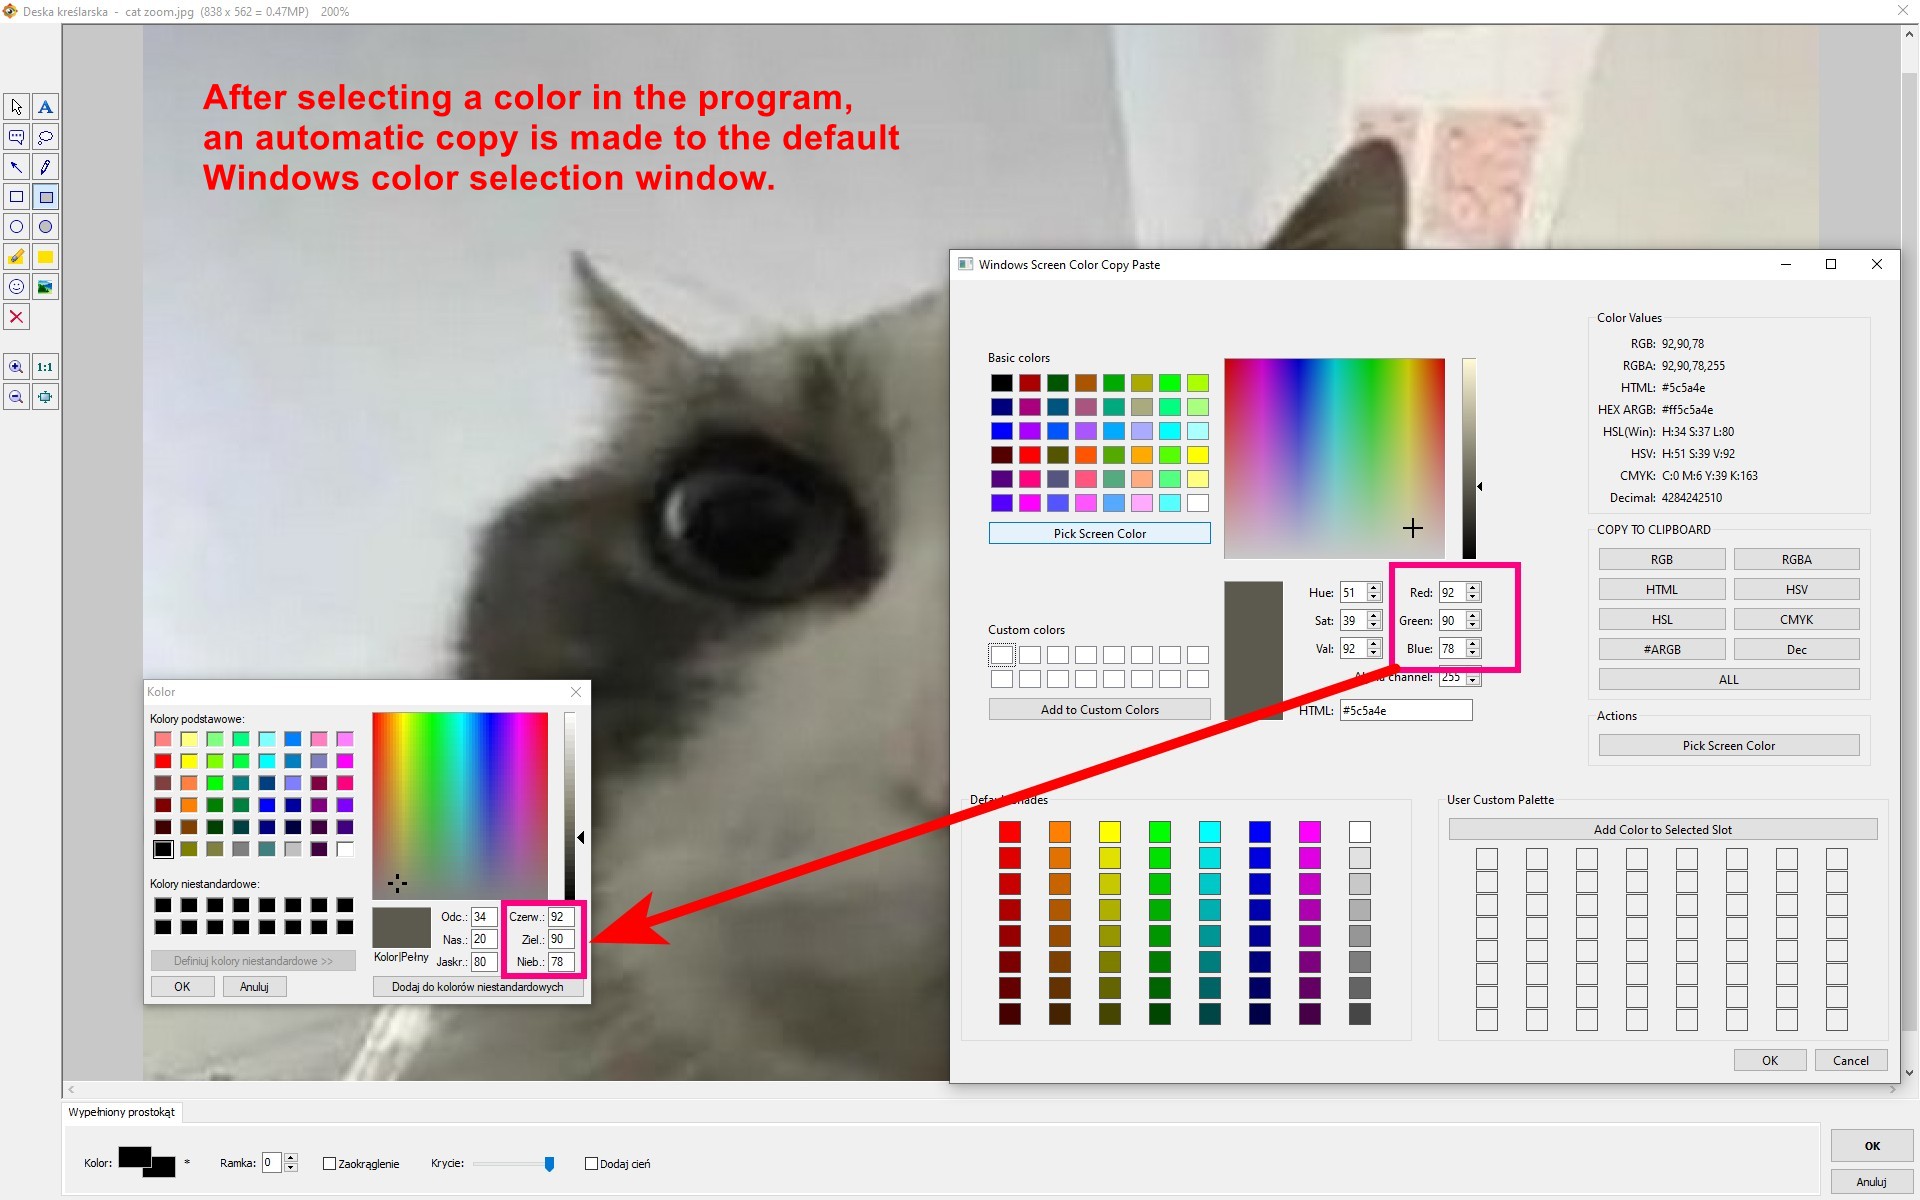 Deska kreślarska - cat zoom.jpg (838 x 562 = 0.47MP) 200%
After selecting a color in the program,
an automatic copy is made to the default
Windows color selection window.
A
1:1
Windows Screen Color Copy Paste
Basic colors
Pick Screen Color
Custom colors
Add to Custom Colors
Hue: 51
Sat: 39
Val: 92
Red: 92
Green: 90
Blue: 78
channel: 255
HTML: #5c5a4e
Color Values
RGB: 92,90,78
RGBA: 92,90,78,255
HTML: #5c5a4e
HEX ARGB: #ff5c5a4e
HSL(Win): H:34 S:37 L:80
HSV: H:51 S:39 V:92
CMYK: C:0 M:6 Y:39 K:163
Decimal: 4284242510
COPY TO CLIPBOARD
RGB RGBA
HTML HSV
HSL CMYK
#ARGB Dec
ALL
Actions
Pick Screen Color
User Custom Palette
Add Color to Selected Slot
OK Cancel
Kolor
Kolory podstawowe:
Kolory niestandardowe:
Definiuj kolory niestandardowe >>
OK Anuluj
Kolor|Pełny
Odc.: 34
Nas.: 20
Jaskr.: 80
Czerw.: 92
Ziel.: 90
Nieb.: 78
Dodaj do kolorów niestandardowych
Wypełniony prostokąt
Kolor: * Ramka: 0 Zaokrąglenie Krycie: Dodaj cień
OK
Anuluj